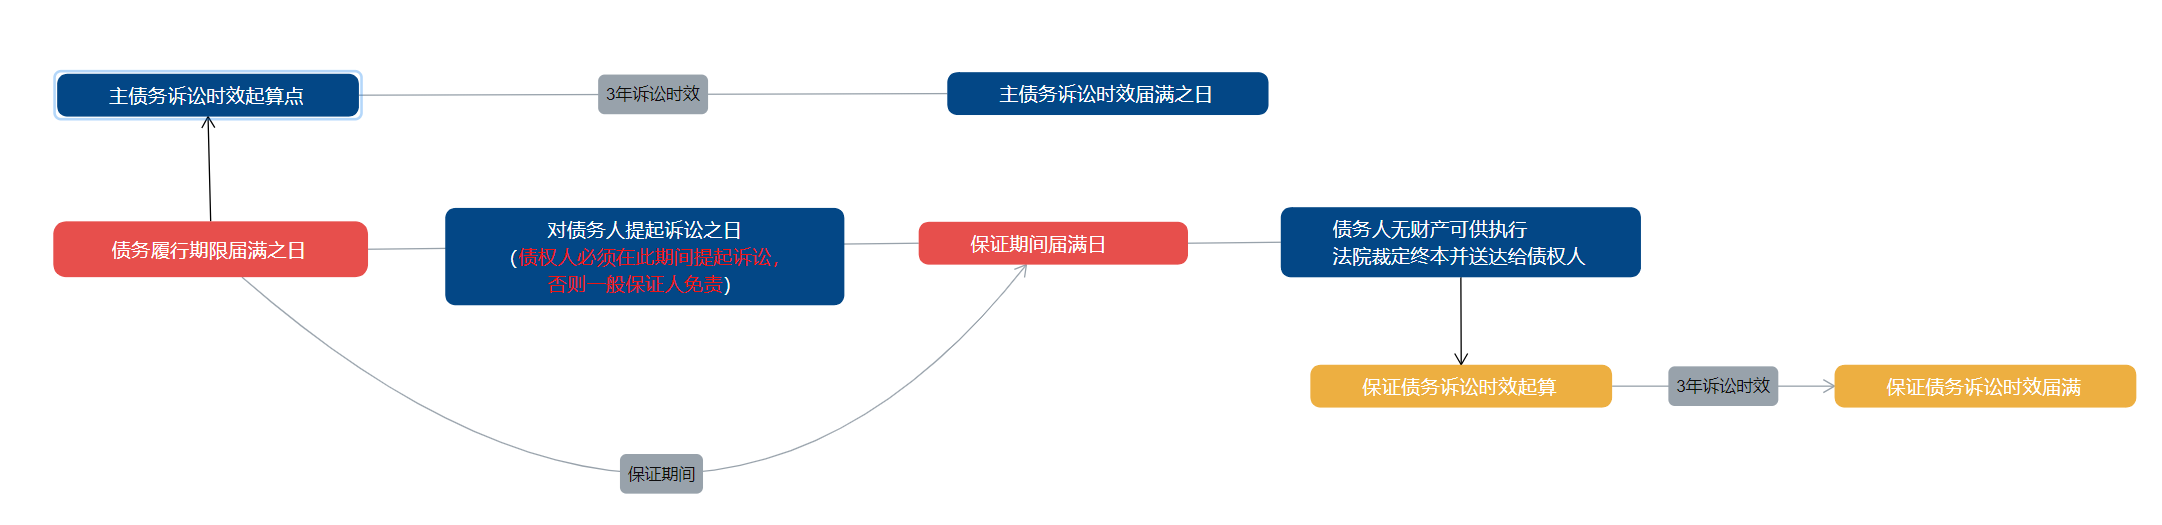 主债务诉讼时效起算点
3年诉讼时效
主债务诉讼时效届满之日
债务履行期限届满之日
对债务人提起诉讼之日
(债权人必须在此期间提起诉讼，
否则一般保证人免责)
保证期间届满日
债务人无财产可供执行
法院裁定终本并送达给债权人
保证债务诉讼时效起算
3年诉讼时效
保证债务诉讼时效届满
保证期间